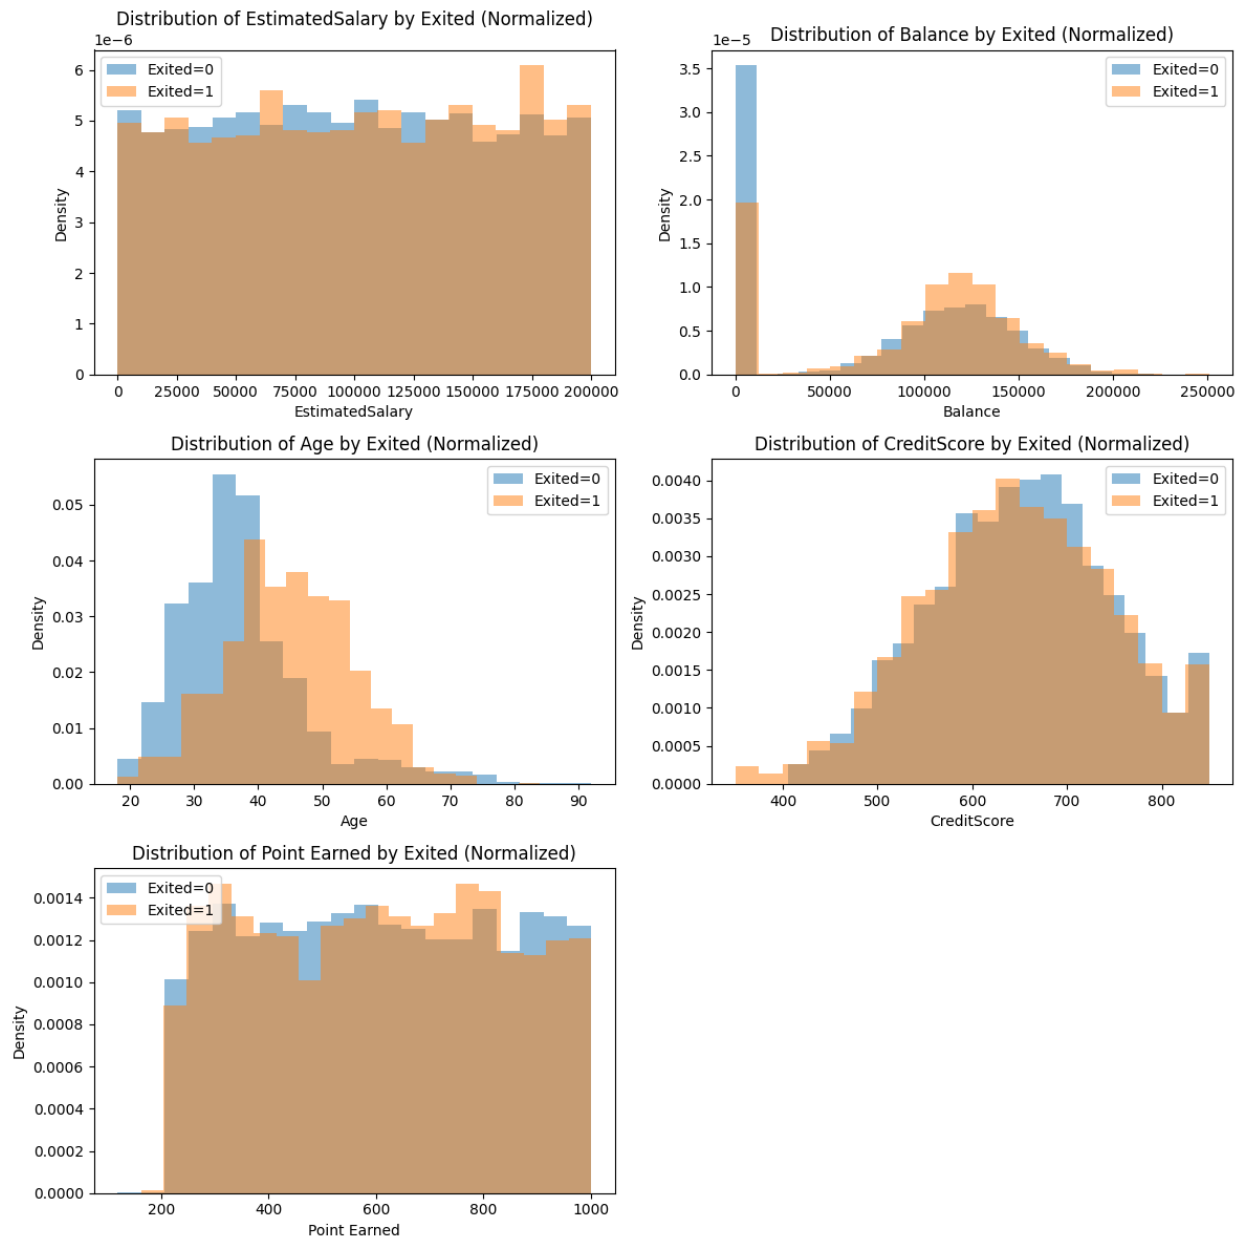 Distribution of EstimatedSalary by Exited (Normalized)
1e−6
Exited=0
Exited=1
6
5
4
3
2
1
0
Density
0 25000 50000 75000 100000 125000 150000 175000 200000
EstimatedSalary
Distribution of Balance by Exited (Normalized)
1e−5
Exited=0
Exited=1
3.5
3.0
2.5
2.0
1.5
1.0
0.5
0.0
Density
0 50000 100000 150000 200000 250000
Balance
Distribution of Age by Exited (Normalized)
Exited=0
Exited=1
0.05
0.04
0.03
0.02
0.01
0.00
Density
20 30 40 50 60 70 80 90
Age
Distribution of CreditScore by Exited (Normalized)
Exited=0
Exited=1
0.0040
0.0035
0.0030
0.0025
0.0020
0.0015
0.0010
0.0005
0.0000
Density
400 500 600 700 800
CreditScore
Distribution of Point Earned by Exited (Normalized)
Exited=0
Exited=1
0.0014
0.0012
0.0010
0.0008
0.0006
0.0004
0.0002
0.0000
Density
200 400 600 800 1000
Point Earned